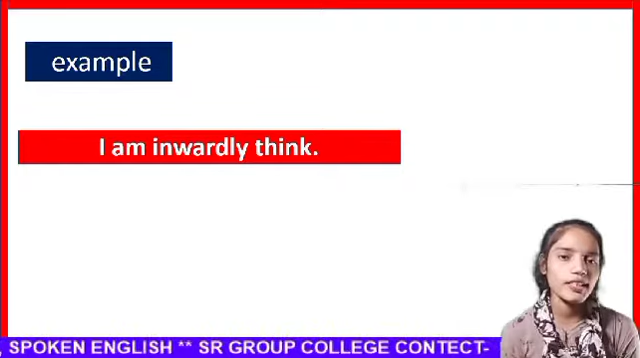 example
I am inwardly think.
SPOKEN ENGLISH ** SR GROUP COLLEGE CONTECT-